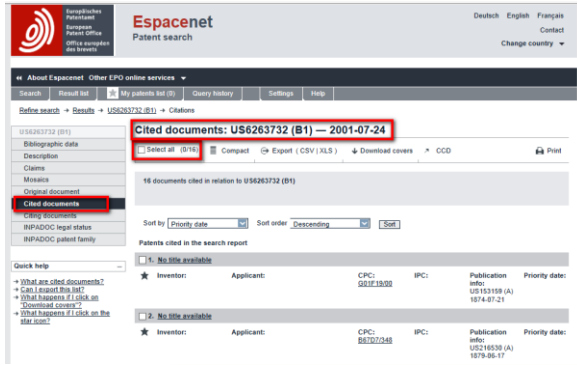 Europäisches
Patentamt
European
Patent Office
Office européen
des brevets
Espacenet
Patent search
Deutsch English Français
Contact
Change country
About Espacenet Other EPO online services
Search Result list My patents list (0) Query history Settings Help
Refine search → Results → US6263732 (B1) → Citations
US6263732 (B1)
Bibliographic data
Description
Claims
Mosaics
Original document
Cited documents
Citing documents
INPADOC legal status
INPADOC patent family
Quick help
→ What are cited documents?
→ Can I export this list?
→ What happens if I click on
"Download covers"?
→ What happens if I click on the
star icon?
Cited documents: US6263732 (B1) — 2001-07-24
Select all (0/16) Compact Export ( CSV | XLS ) Download covers CCD Print
16 documents cited in relation to US6263732 (B1)
Sort by Priority date Sort order Descending Sort
Patents cited in the search report
1. No title available
Inventor: Applicant: CPC: IPC: Publication Priority date:
G01F19/00 info:
US153159 (A)
1874-07-21
2. No title available
Inventor: Applicant: CPC: IPC: Publication Priority date:
B67D7/348 info:
US216530 (A)
1879-06-17